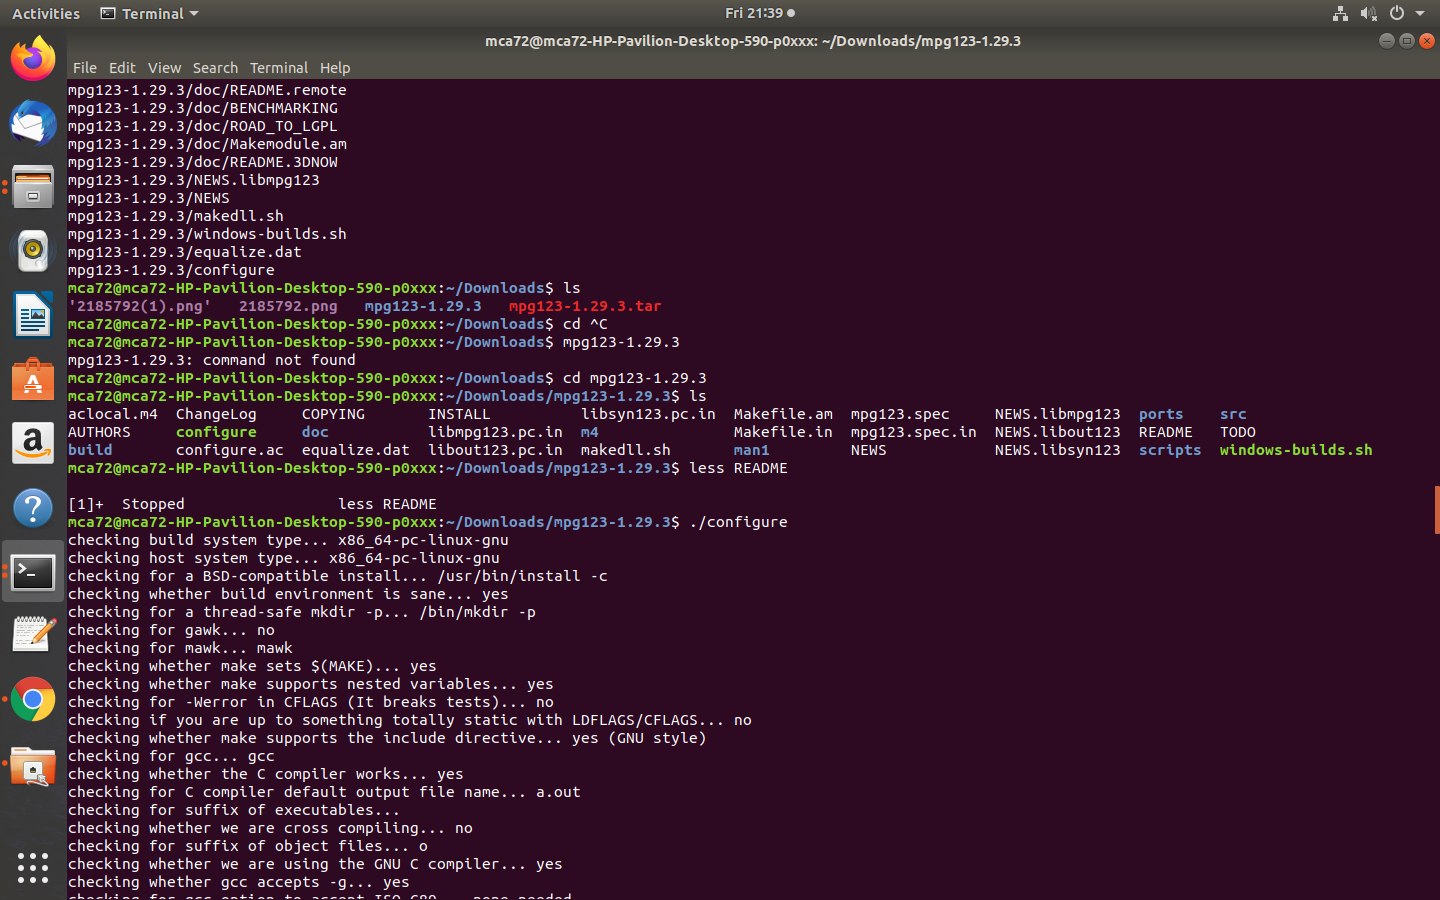 Activities Terminal Fri 21:39
mca72@mca72-HP-Pavilion-Desktop-590-p0xxx: ~/Downloads/mpg123-1.29.3
File Edit View Search Terminal Help
mpg123-1.29.3/doc/README.remote
mpg123-1.29.3/doc/BENCHMARKING
mpg123-1.29.3/doc/ROAD_TO_LGPL
mpg123-1.29.3/doc/Makemodule.am
mpg123-1.29.3/doc/README.3DNOW
mpg123-1.29.3/NEWS.libmpg123
mpg123-1.29.3/NEWS
mpg123-1.29.3/makedll.sh
mpg123-1.29.3/windows-builds.sh
mpg123-1.29.3/equalize.dat
mpg123-1.29.3/configure
mca72@mca72-HP-Pavilion-Desktop-590-p0xxx:~/Downloads$ ls
'2185792(1).png' 2185792.png mpg123-1.29.3 mpg123-1.29.3.tar
mca72@mca72-HP-Pavilion-Desktop-590-p0xxx:~/Downloads$ cd ^C
mca72@mca72-HP-Pavilion-Desktop-590-p0xxx:~/Downloads$ mpg123-1.29.3
mpg123-1.29.3: command not found
mca72@mca72-HP-Pavilion-Desktop-590-p0xxx:~/Downloads$ cd mpg123-1.29.3
mca72@mca72-HP-Pavilion-Desktop-590-p0xxx:~/Downloads/mpg123-1.29.3$ ls
aclocal.m4 ChangeLog COPYING INSTALL libsyn123.pc.in Makefile.am mpg123.spec NEWS.libmpg123 ports src
AUTHORS configure doc libmpg123.pc.in m4 Makefile.in mpg123.spec.in NEWS.libout123 README TODO
build configure.ac equalize.dat libout123.pc.in makedll.sh man1 NEWS NEWS.libsyn123 scripts windows-builds.sh
mca72@mca72-HP-Pavilion-Desktop-590-p0xxx:~/Downloads/mpg123-1.29.3$ less README
[1]+ Stopped less README
mca72@mca72-HP-Pavilion-Desktop-590-p0xxx:~/Downloads/mpg123-1.29.3$ ./configure
checking build system type... x86_64-pc-linux-gnu
checking host system type... x86_64-pc-linux-gnu
checking for a BSD-compatible install... /usr/bin/install -c
checking whether build environment is sane... yes
checking for a thread-safe mkdir -p... /bin/mkdir -p
checking for gawk... no
checking for mawk... mawk
checking whether make sets $(MAKE)... yes
checking whether make supports nested variables... yes
checking for -Werror in CFLAGS (It breaks tests)... no
checking if you are up to something totally static with LDFLAGS/CFLAGS... no
checking whether make supports the include directive... yes (GNU style)
checking for gcc... gcc
checking whether the C compiler works... yes
checking for C compiler default output file name... a.out
checking for suffix of executables...
checking whether we are cross compiling... no
checking for suffix of object files... o
checking whether we are using the GNU C compiler... yes
checking whether gcc accepts -g... yes
checking for gcc option to accept ISO C89... none needed